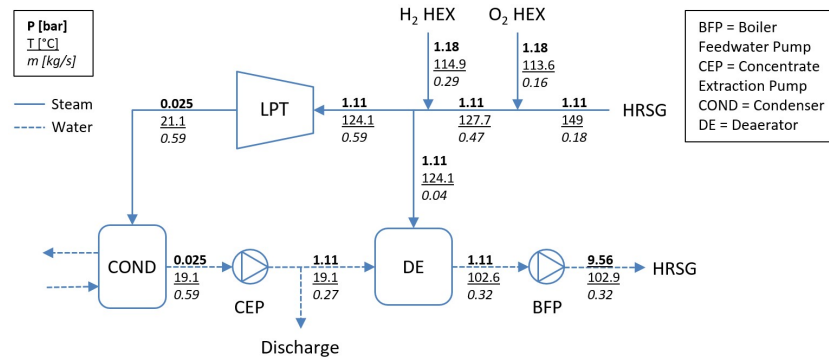 P [bar]
T [°C]
m [kg/s]
Steam
Water
H₂ HEX
O₂ HEX
1.18
114.9
0.29
1.18
113.6
0.16
BFP = Boiler
Feedwater Pump
CEP = Concentrate
Extraction Pump
COND = Condenser
DE = Deaerator
0.025
21.1
0.59
LPT
1.11
124.1
0.59
1.11
127.7
0.47
1.11
149
0.18
HRSG
1.11
124.1
0.04
COND
0.025
19.1
0.59
CEP
1.11
19.1
0.27
DE
1.11
102.6
0.32
BFP
9.56
102.9
0.32
HRSG
Discharge